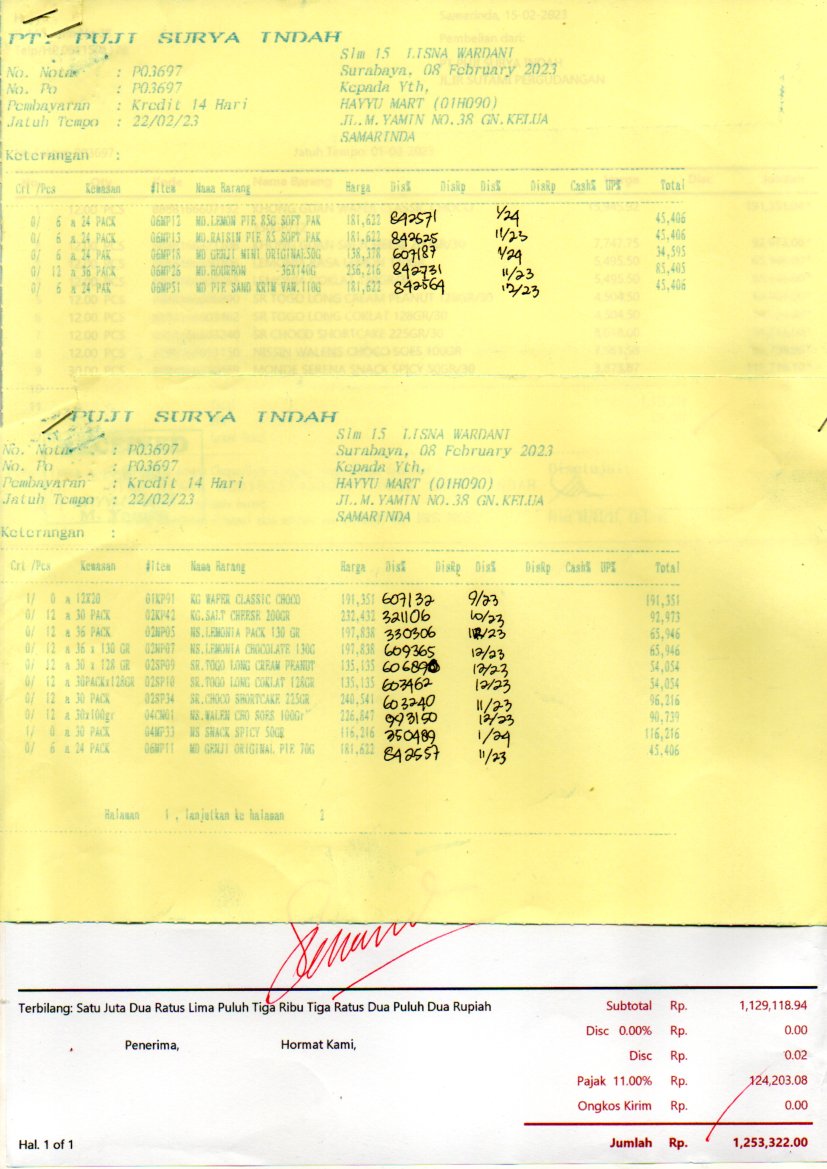 PT. PUJI SURYA INDAH
Slm 15 LISNA WARDANI
No. Nota : P03697 Surabaya, 08 February 2023
No. Po : P03697 Kepada Yth,
Pembayaran : Kredit 14 Hari HAYYU MART (01H090)
Jatuh Tempo : 22/02/23 JL.M.YAMIN NO.38 GN.KELUA
SAMARINDA
Keterangan :
Crt /Pcs Kemasan #Item Nama Barang Harga Dis% DisRp Dis% DisRp Cash% UP% Total
0/ 6 a 24 PACK 06MP12 MD.LEMON PIE 85G SOFT PAK 181,622 842571 1/24 45,406
0/ 6 a 24 PACK 06MP13 MD.RAISIN PIE 85 SOFT PAK 181,622 842625 11/23 45,406
0/ 6 a 24 PAK 06MP18 MD GENJI MINI ORIGINAL50G 138,378 607187 1/24 34,595
0/ 12 a 36 PACK 06MP26 MD.BOURBON 36X140G 256,216 842731 11/23 85,405
0/ 6 a 24 PAK 06MP51 MD PIE SAND KRIM VAN.110G 181,622 842564 12/23 45,406
PUJI SURYA INDAH
Slm 15 LISNA WARDANI
No. Nota : P03697 Surabaya, 08 February 2023
No. Po : P03697 Kepada Yth,
Pembayaran : Kredit 14 Hari HAYYU MART (01H090)
Jatuh Tempo : 22/02/23 JL.M.YAMIN NO.38 GN.KELUA
SAMARINDA
Keterangan :
Crt /Pcs Kemasan #Item Nama Barang Harga Dis% DisRp Dis% DisRp Cash% UP% Total
1/ 0 a 12X20 01KP91 KG WAFER CLASSIC CHOCO 191,351 607132 9/23 191,351
0/ 12 a 30 PACK 02KP42 KG.SALT CHEESE 200GR 232,432 321106 10/23 92,973
0/ 12 a 36 PACK 02NP05 NS.LEMONIA PACK 130 GR 197,838 330306 12/23 65,946
0/ 12 a 36 x 130 GR 02NP07 NS.LEMONIA CHOCOLATE 130G 197,838 609365 12/23 65,946
0/ 12 a 30 x 128 GR 02SP09 SR.TOGO LONG CREAM PEANUT 135,135 606890 12/23 54,054
0/ 12 a 30PACKx128GR 02SP10 SR.TOGO LONG COKLAT 128GR 135,135 603462 12/23 54,054
0/ 12 a 30 PACK 02SP34 SR.CHOCO SHORTCAKE 225GR 240,541 603240 11/23 96,216
0/ 12 a 30x100gr 04CN01 NS.WALEN CHO SOES 100Gr 226,847 993150 12/23 90,739
1/ 0 a 30 PACK 04MP33 NS SNACK SPICY 50GR 116,216 350489 1/24 116,216
0/ 6 a 24 PACK 06MP11 MD GENJI ORIGINAL PIE 70G 181,622 842557 11/23 45,406
Halaman 1 , lanjutkan ke halaman 2
Terbilang: Satu Juta Dua Ratus Lima Puluh Tiga Ribu Tiga Ratus Dua Puluh Dua Rupiah
Subtotal Rp. 1,129,118.94
Disc 0.00% Rp. 0.00
Penerima, Hormat Kami,
Disc Rp. 0.02
Pajak 11.00% Rp. 124,203.08
Ongkos Kirim Rp. 0.00
Hal. 1 of 1
Jumlah Rp. 1,253,322.00